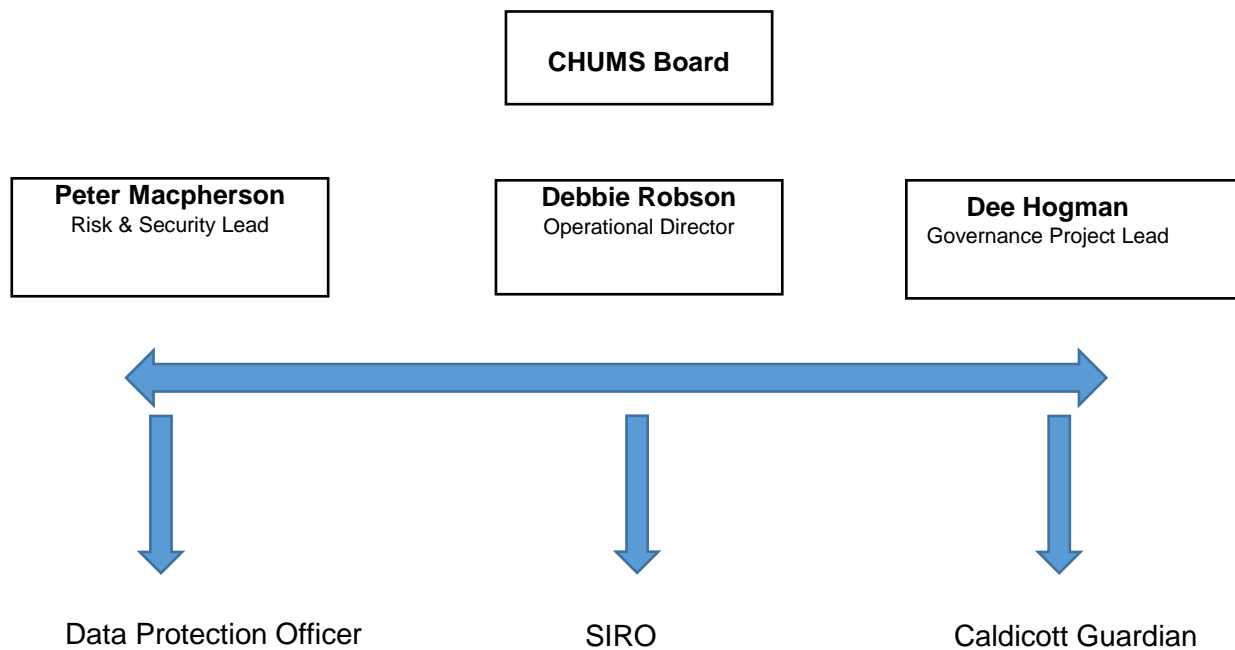 CHUMS Board
Peter Macpherson
Risk & Security Lead
Debbie Robson
Operational Director
Dee Hogman
Governance Project Lead
Data Protection Officer
SIRO
Caldicott Guardian